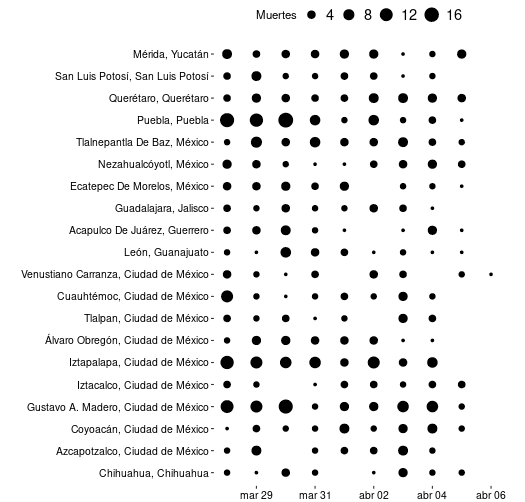 Muertes 4 8 12 16
Mérida, Yucatán
San Luis Potosí, San Luis Potosí
Querétaro, Querétaro
Puebla, Puebla
Tlalnepantla De Baz, México
Nezahualcóyotl, México
Ecatepec De Morelos, México
Guadalajara, Jalisco
Acapulco De Juárez, Guerrero
León, Guanajuato
Venustiano Carranza, Ciudad de México
Cuauhtémoc, Ciudad de México
Tlalpan, Ciudad de México
Álvaro Obregón, Ciudad de México
Iztapalapa, Ciudad de México
Iztacalco, Ciudad de México
Gustavo A. Madero, Ciudad de México
Coyoacán, Ciudad de México
Azcapotzalco, Ciudad de México
Chihuahua, Chihuahua
mar 29 mar 31 abr 02 abr 04 abr 06